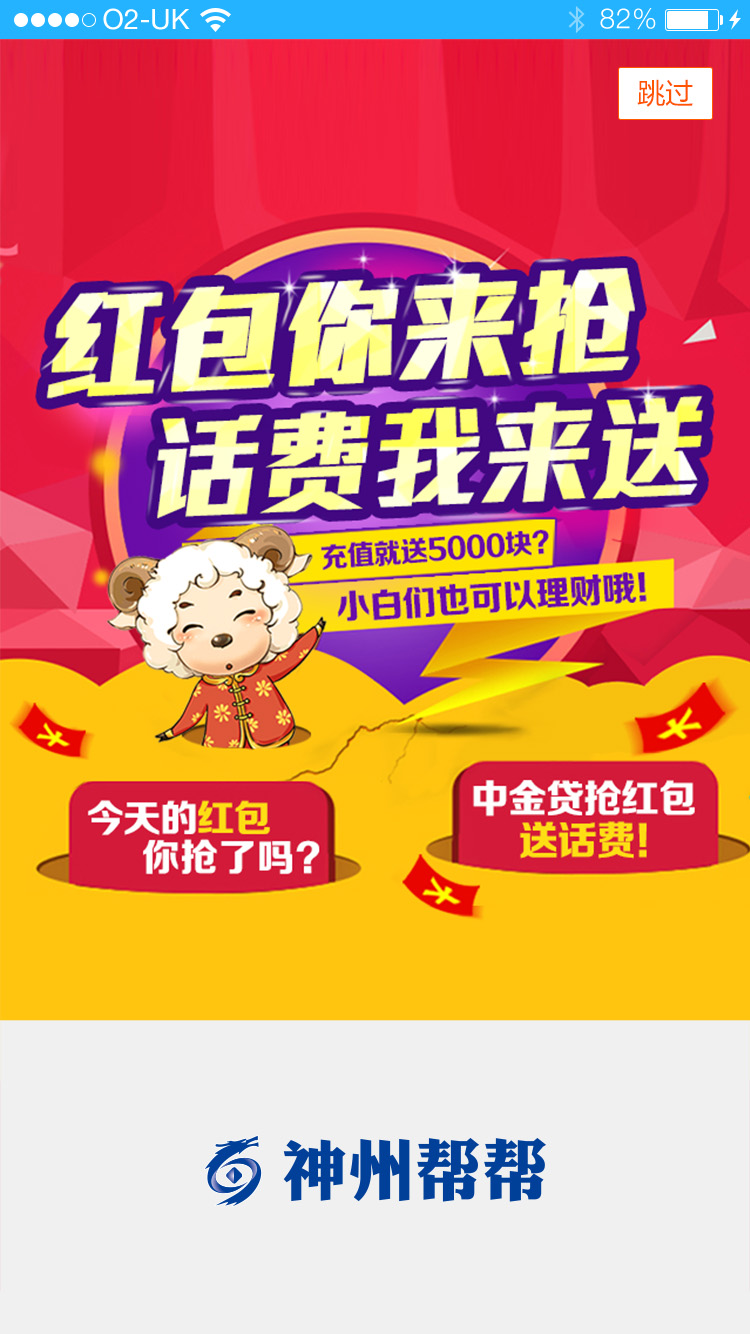 O2-UK
82%
跳过
红包你来抢
话费我来送
充值就送5000块?
小白们也可以理财哦!
今天的红包
你抢了吗?
中金贷抢红包
送话费!
神州帮帮